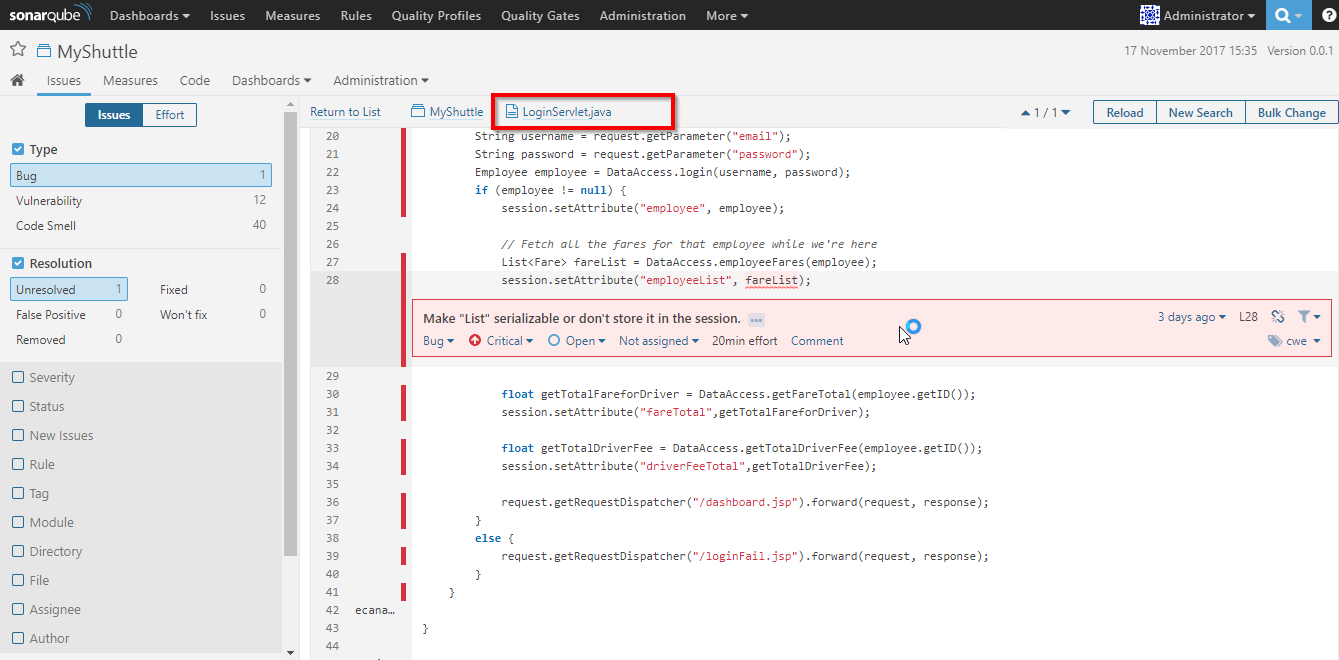 sonarqube Dashboards Issues Measures Rules Quality Profiles Quality Gates Administration More Administrator ?
MyShuttle 17 November 2017 15:35 Version 0.0.1
Issues Measures Code Dashboards Administration
Issues Effort
Type
Bug 1
Vulnerability 12
Code Smell 40
Resolution
Unresolved 1 Fixed 0
False Positive 0 Won't fix 0
Removed 0
Severity
Status
New Issues
Rule
Tag
Module
Directory
File
Assignee
Author
Return to List MyShuttle LoginServlet.java 1 / 1 Reload New Search Bulk Change
20 String username = request.getParameter("email");
21 String password = request.getParameter("password");
22 Employee employee = DataAccess.login(username, password);
23 if (employee != null) {
24 session.setAttribute("employee", employee);
25
26 // Fetch all the fares for that employee while we're here
27 List<Fare> fareList = DataAccess.employeeFares(employee);
28 session.setAttribute("employeeList", fareList);
Make "List" serializable or don't store it in the session. ... 3 days ago L28
Bug Critical Open Not assigned 20min effort Comment cwe
29
30 float getTotalFareforDriver = DataAccess.getFareTotal(employee.getID());
31 session.setAttribute("fareTotal",getTotalFareforDriver);
32
33 float getTotalDriverFee = DataAccess.getTotalDriverFee(employee.getID());
34 session.setAttribute("driverFeeTotal",getTotalDriverFee);
35
36 request.getRequestDispatcher("/dashboard.jsp").forward(request, response);
37 }
38 else {
39 request.getRequestDispatcher("/loginFail.jsp").forward(request, response);
40 }
41 }
42 ecana…
43 }
44